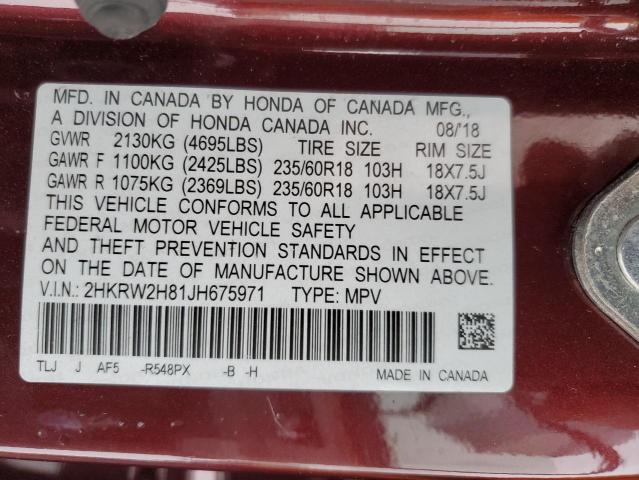 MFD. IN CANADA BY HONDA OF CANADA MFG.,
A DIVISION OF HONDA CANADA INC. 08/'18
GVWR 2130KG (4695LBS) TIRE SIZE RIM SIZE
GAWR F 1100KG (2425LBS) 235/60R18 103H 18X7.5J
GAWR R 1075KG (2369LBS) 235/60R18 103H 18X7.5J
THIS VEHICLE CONFORMS TO ALL APPLICABLE
FEDERAL MOTOR VEHICLE SAFETY
AND THEFT PREVENTION STANDARDS IN EFFECT
ON THE DATE OF MANUFACTURE SHOWN ABOVE.
V.I.N.: 2HKRW2H81JH675971 TYPE: MPV
TLJ J AF5 -R548PX -B -H
MADE IN CANADA